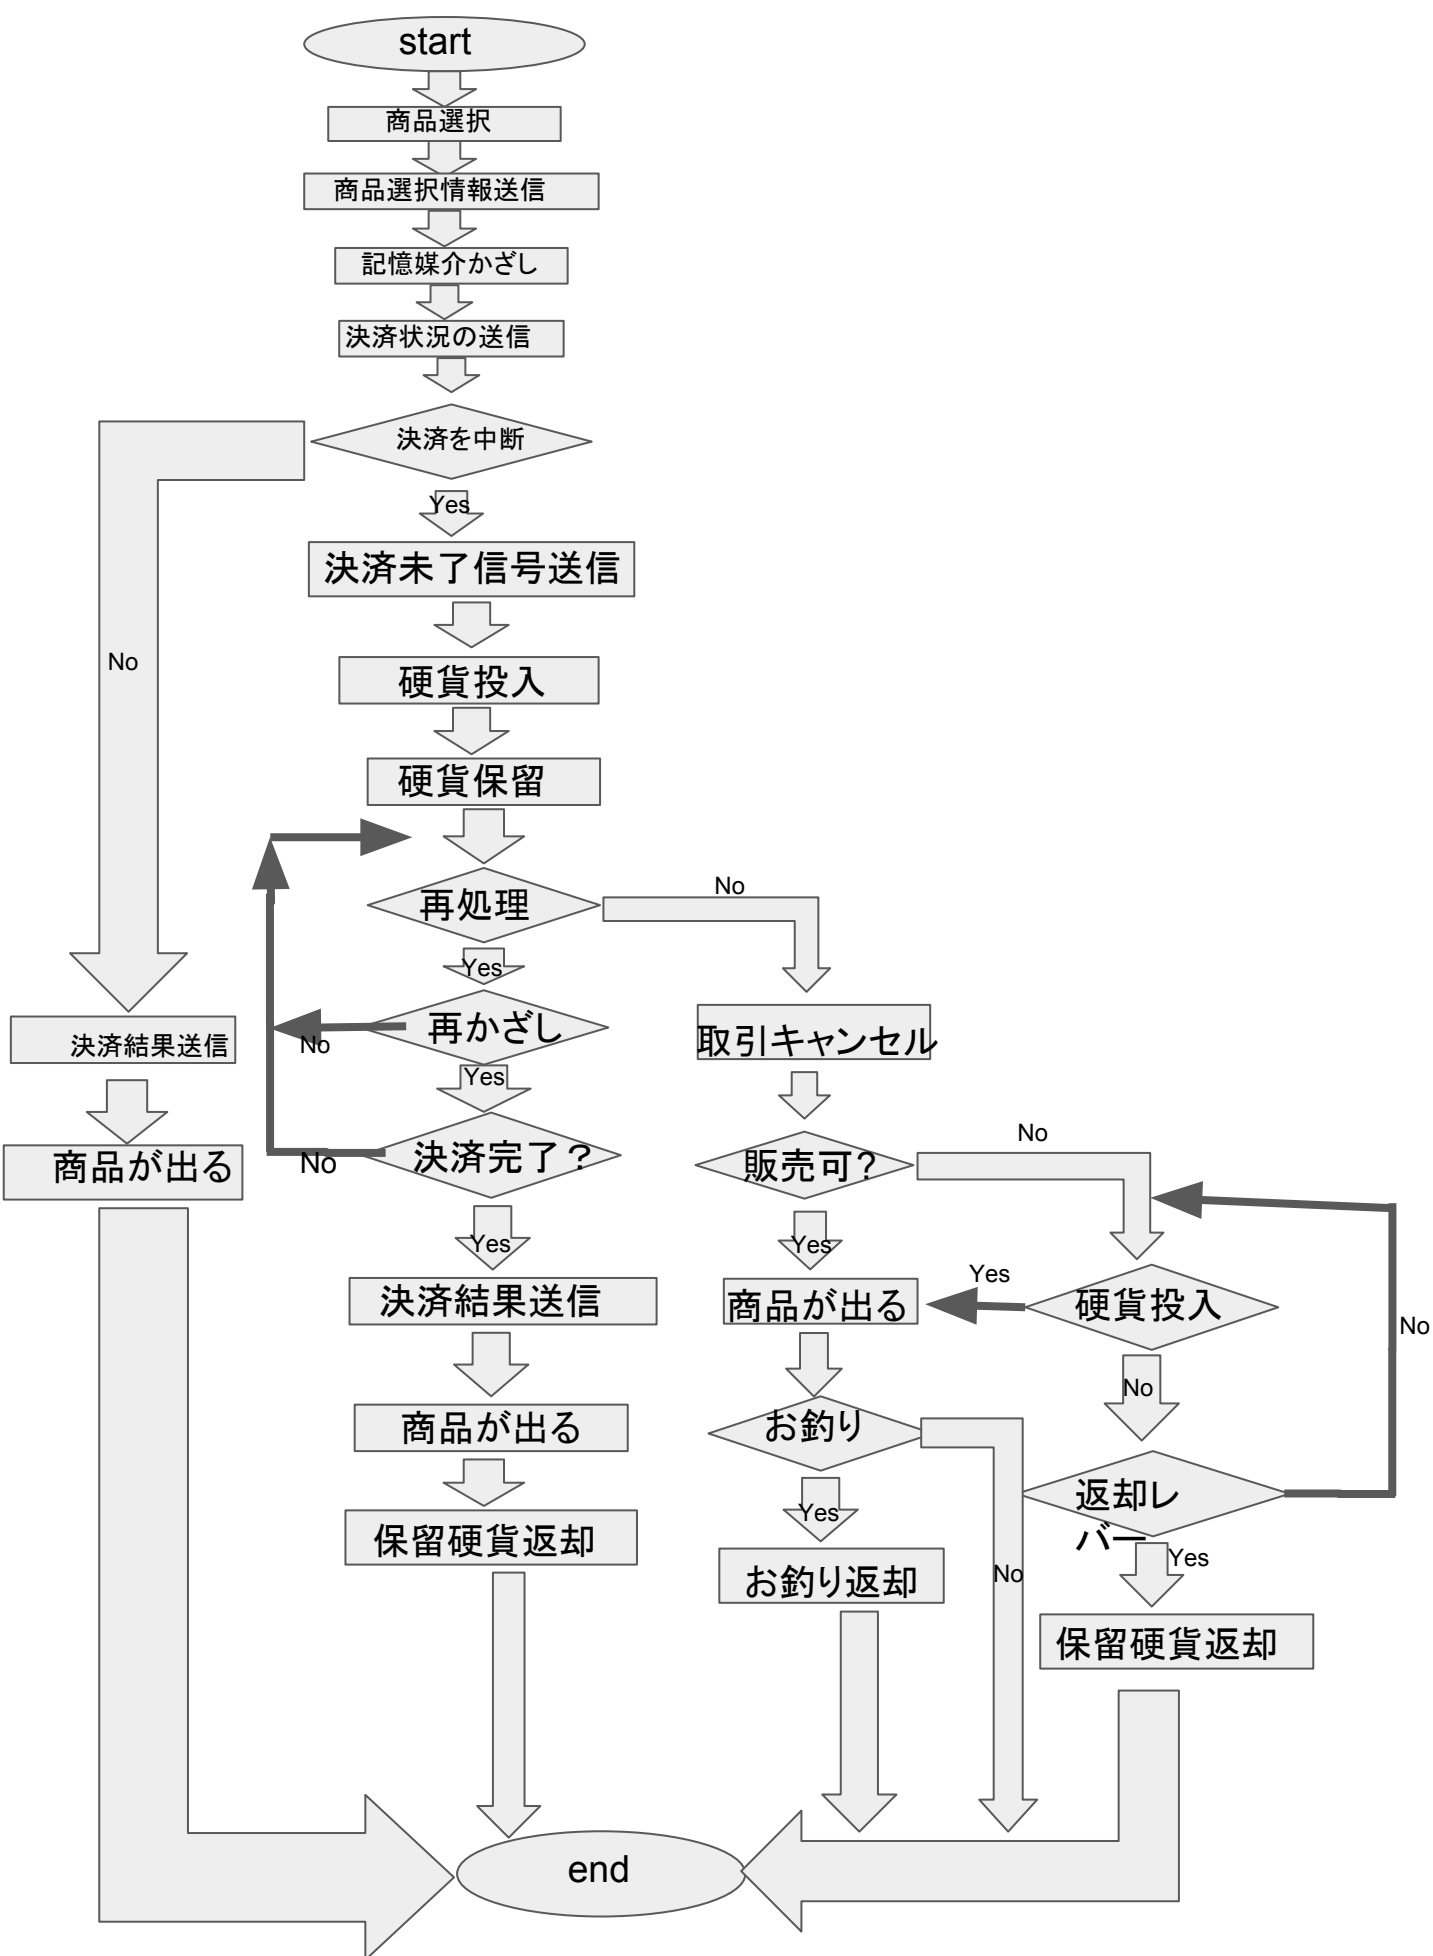 start
商品選択
商品選択情報送信
記憶媒介かざし
決済状況の送信
決済を中断
Yes
No
決済未了信号送信
硬貨投入
硬貨保留
再処理
No
Yes
再かざし
No
Yes
決済完了？
No
Yes
決済結果送信
商品が出る
保留硬貨返却
決済結果送信
商品が出る
取引キャンセル
販売可?
No
Yes
商品が出る
Yes
硬貨投入
No
No
お釣り
Yes
No
お釣り返却
返却レ
バー
Yes
保留硬貨返却
end